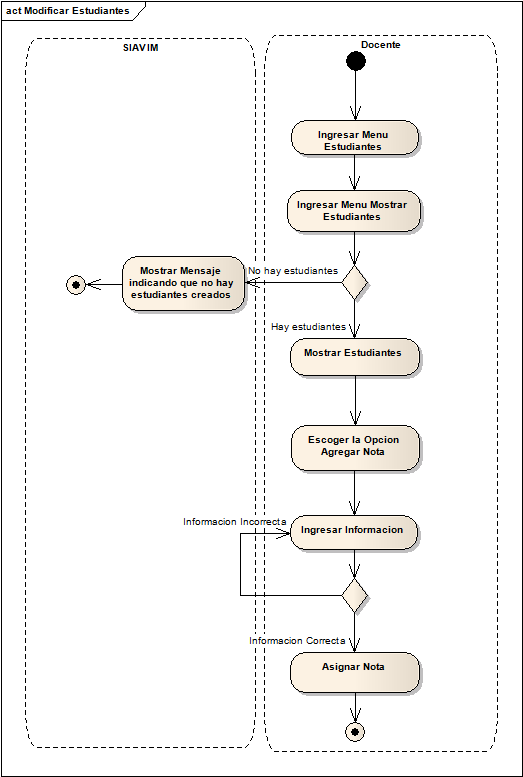 act Modificar Estudiantes
SIAVIM
Docente
Ingresar Menu
Estudiantes
Ingresar Menu Mostrar
Estudiantes
No hay estudiantes
Mostrar Mensaje
indicando que no hay
estudiantes creados
Hay estudiantes
Mostrar Estudiantes
Escoger la Opcion
Agregar Nota
Informacion Incorrecta
Ingresar Informacion
Informacion Correcta
Asignar Nota